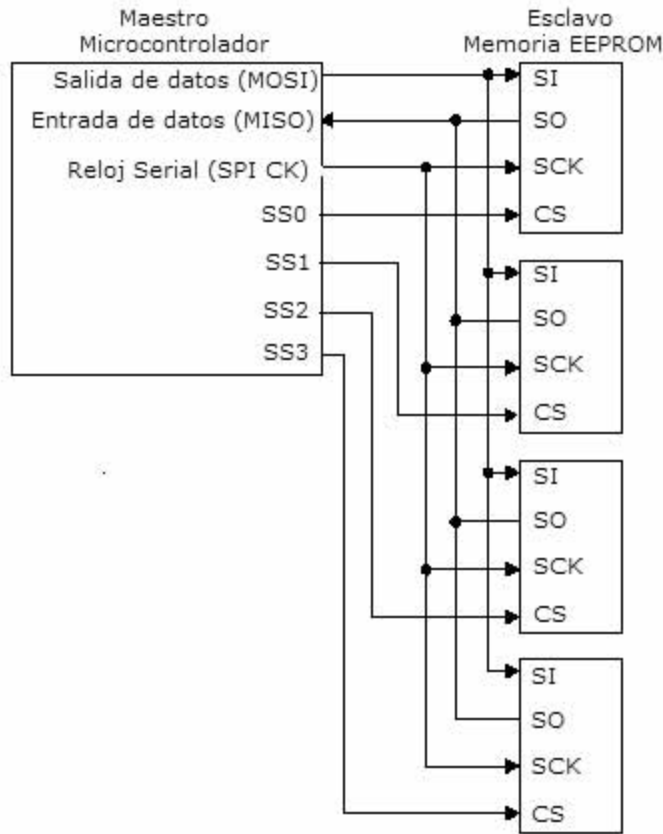 Maestro
Microcontrolador
Salida de datos (MOSI)
Entrada de datos (MISO)
Reloj Serial (SPI CK)
SS0
SS1
SS2
SS3
Esclavo
Memoria EEPROM
SI
SO
SCK
CS
SI
SO
SCK
CS
SI
SO
SCK
CS
SI
SO
SCK
CS